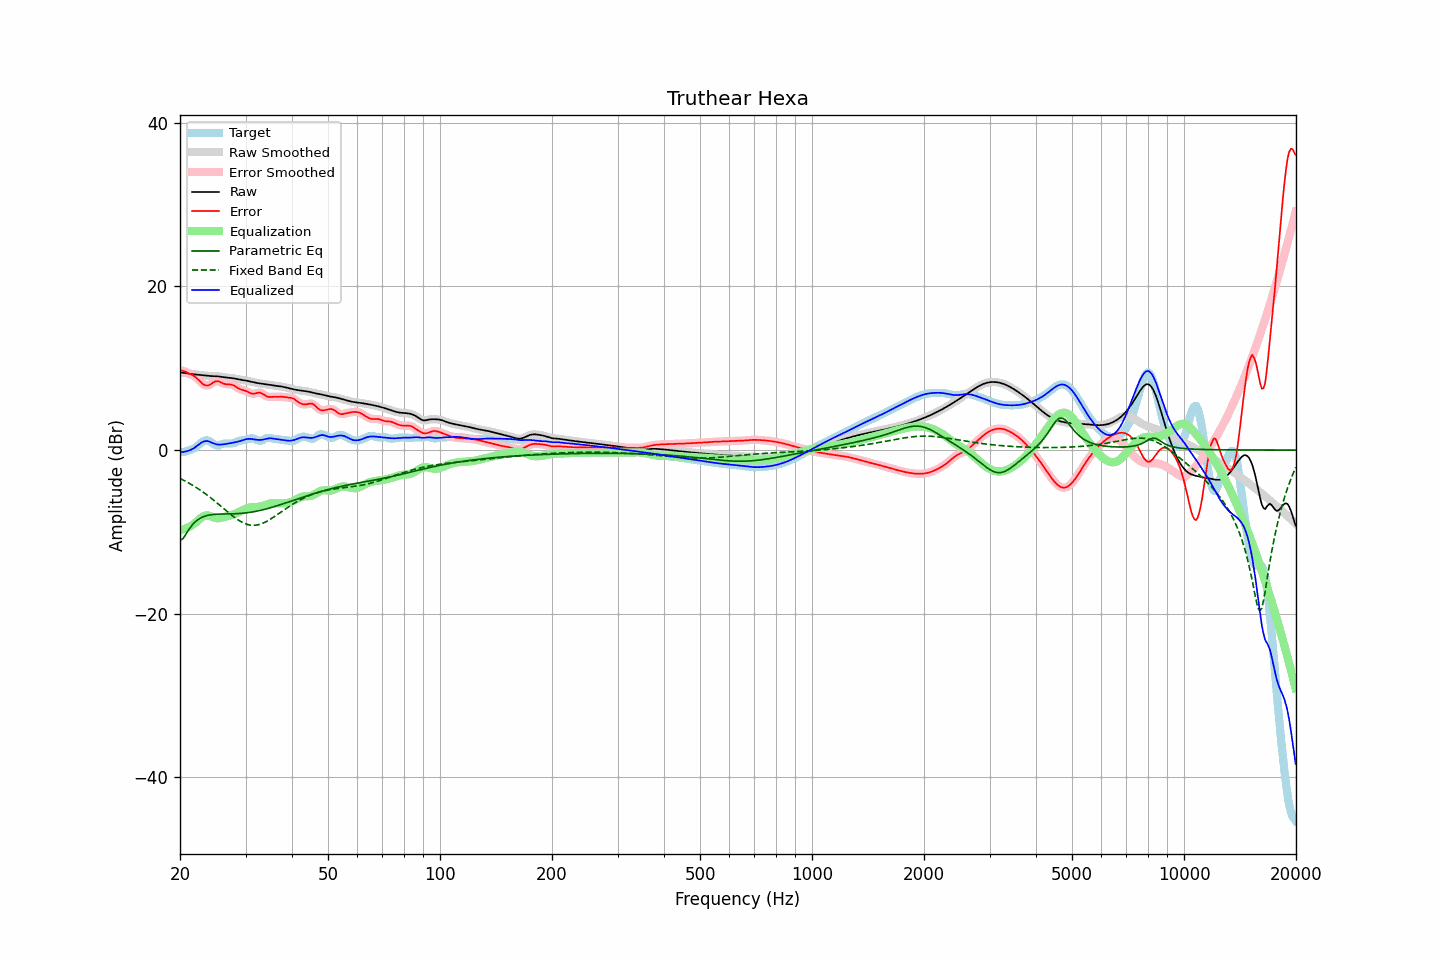 Truthear Hexa
Target
Raw Smoothed
Error Smoothed
Raw
Error
Equalization
Parametric Eq
Fixed Band Eq
Equalized
40
20
0
−20
−40
Amplitude (dBr)
20 50 100 200 500 1000 2000 5000 10000 20000
Frequency (Hz)